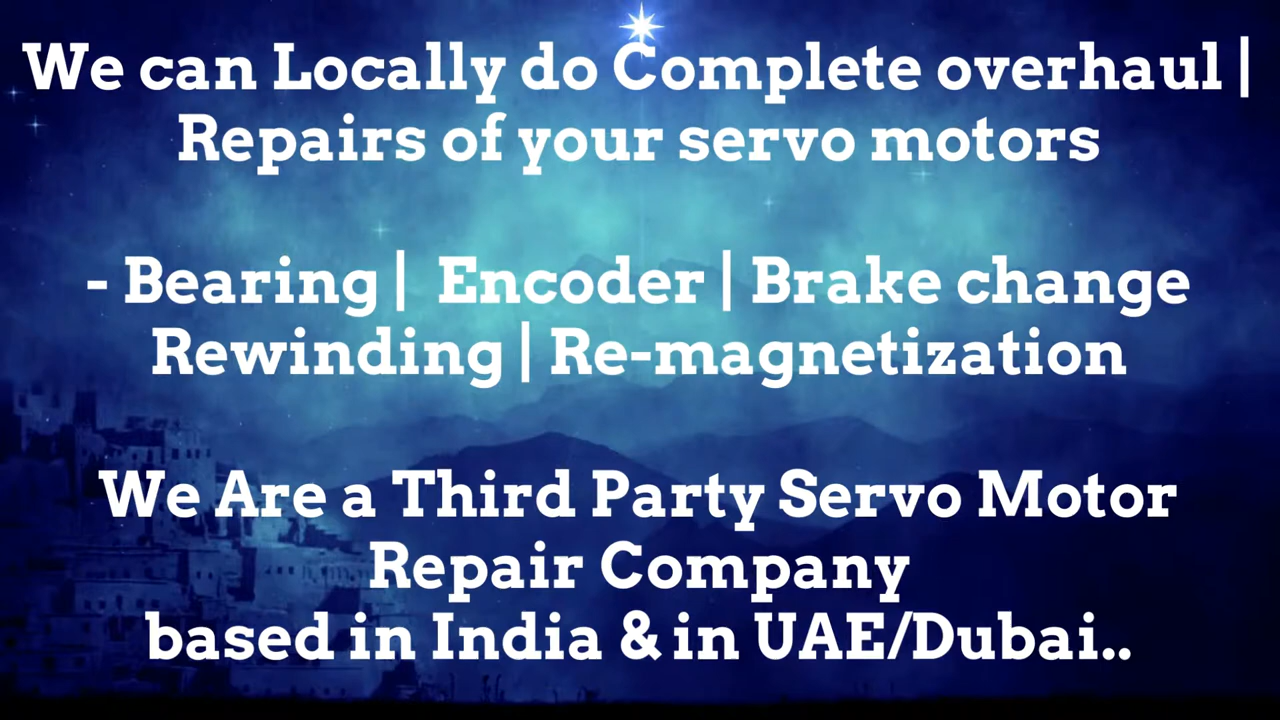 We can Locally do Complete overhaul |
Repairs of your servo motors
- Bearing | Encoder | Brake change
Rewinding | Re-magnetization
We Are a Third Party Servo Motor
Repair Company
based in India & in UAE/Dubai..